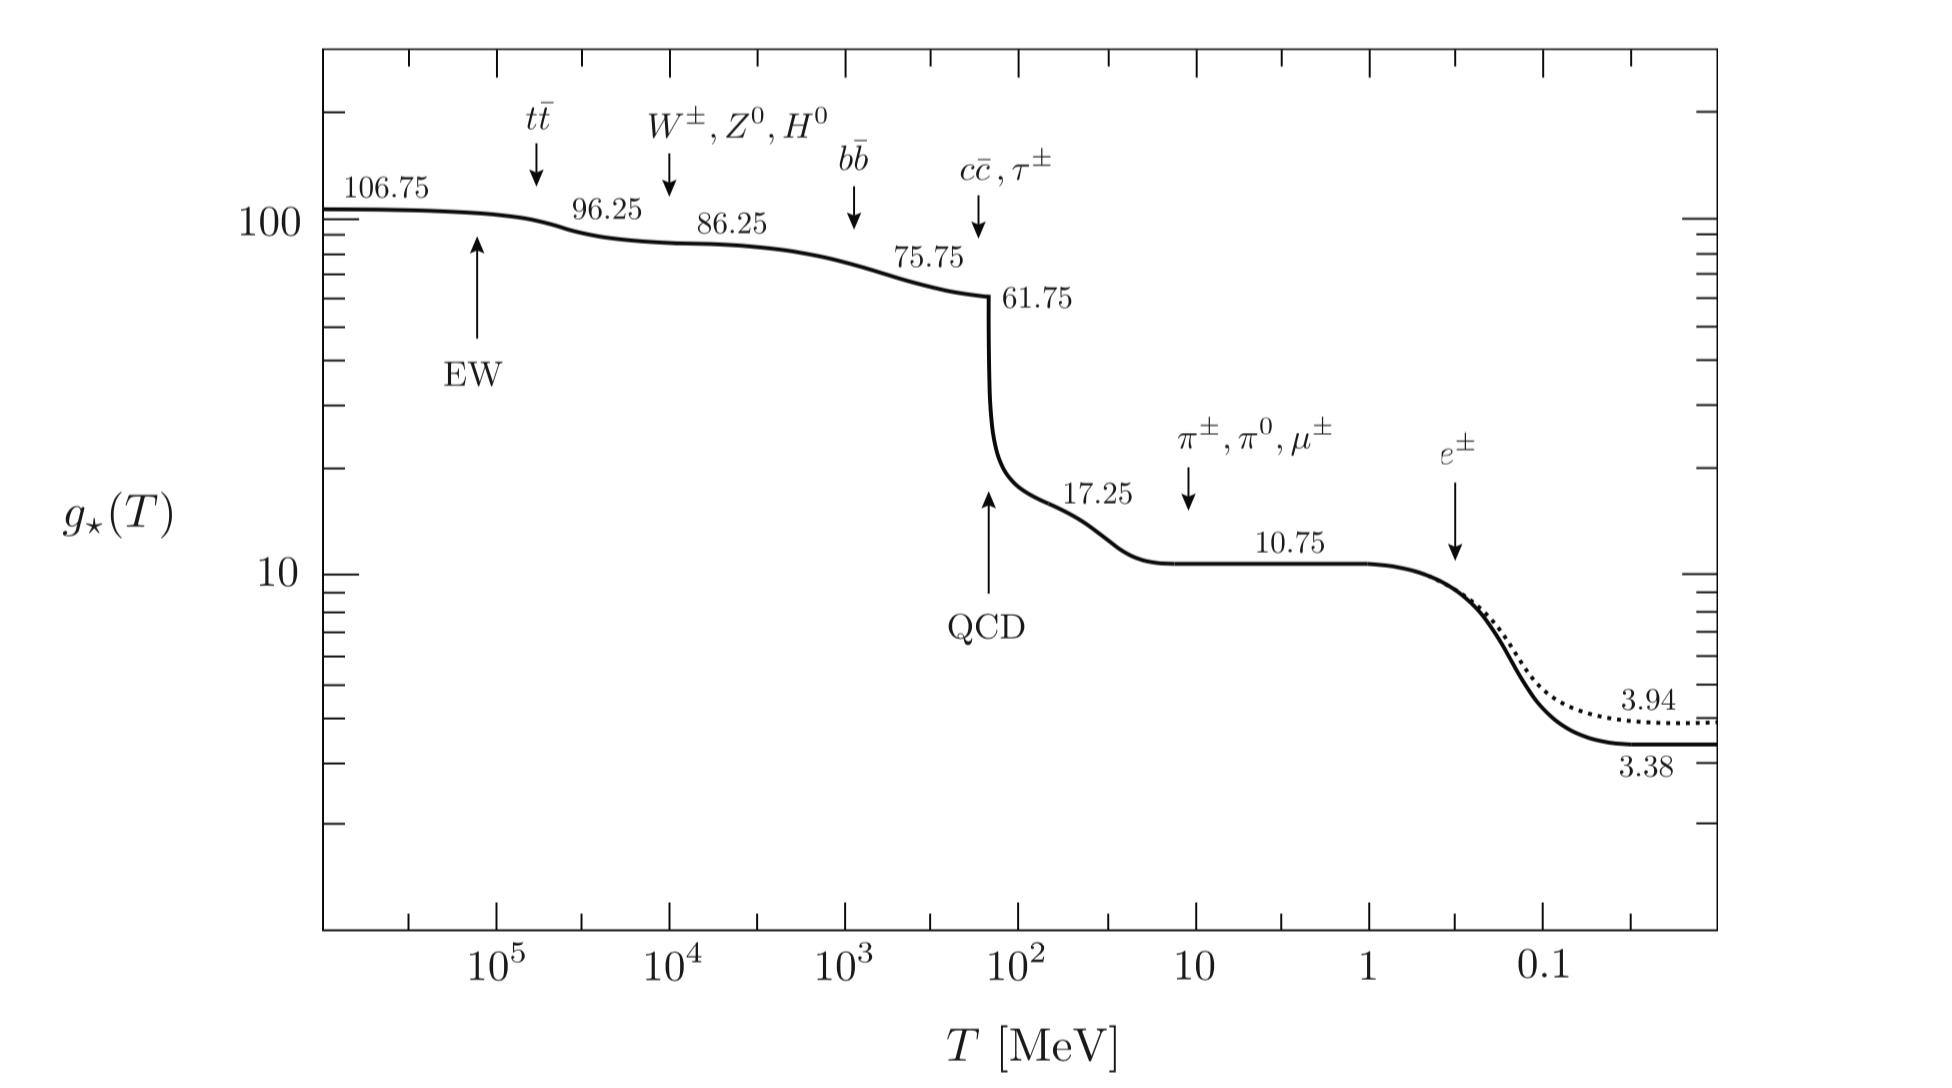 tt̄
W±, Z⁰, H⁰
bb̄
cc̄, τ±
106.75
96.25
86.25
75.75
61.75
100
EW
π±, π⁰, μ±
e±
17.25
10.75
g⋆(T)
10
QCD
3.94
3.38
10⁵ 10⁴ 10³ 10² 10 1 0.1
T [MeV]